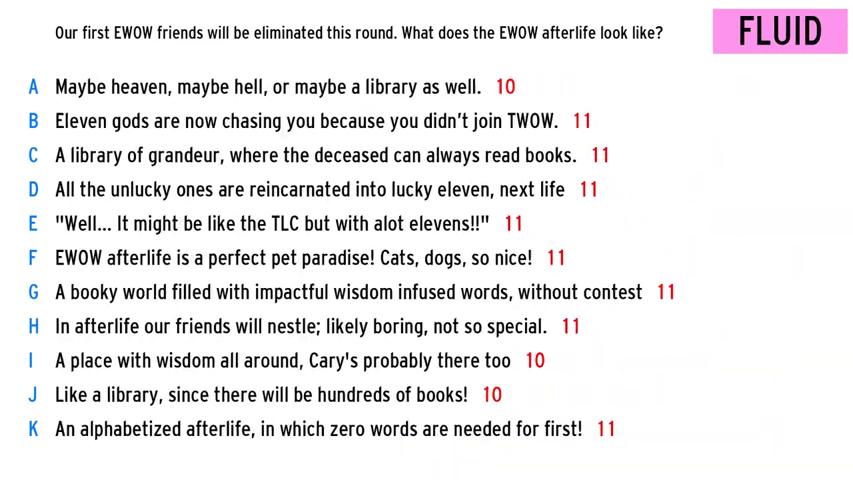 Our first EWOW friends will be eliminated this round. What does the EWOW afterlife look like?
FLUID
A Maybe heaven, maybe hell, or maybe a library as well. 10
B Eleven gods are now chasing you because you didn't join TWOW. 11
C A library of grandeur, where the deceased can always read books. 11
D All the unlucky ones are reincarnated into lucky eleven, next life 11
E "Well... It might be like the TLC but with alot elevens!!" 11
F EWOW afterlife is a perfect pet paradise! Cats, dogs, so nice! 11
G A booky world filled with impactful wisdom infused words, without contest 11
H In afterlife our friends will nestle; likely boring, not so special. 11
I A place with wisdom all around, Cary's probably there too 10
J Like a library, since there will be hundreds of books! 10
K An alphabetized afterlife, in which zero words are needed for first! 11